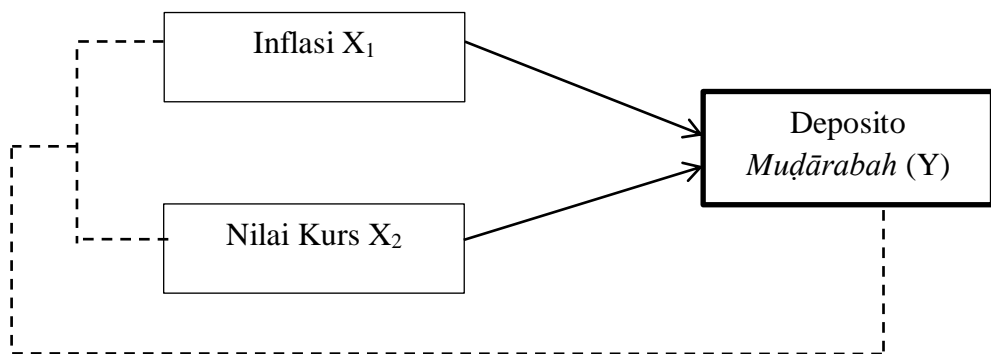 Inflasi X₁
Deposito
Muḍārabah (Y)
Nilai Kurs X₂